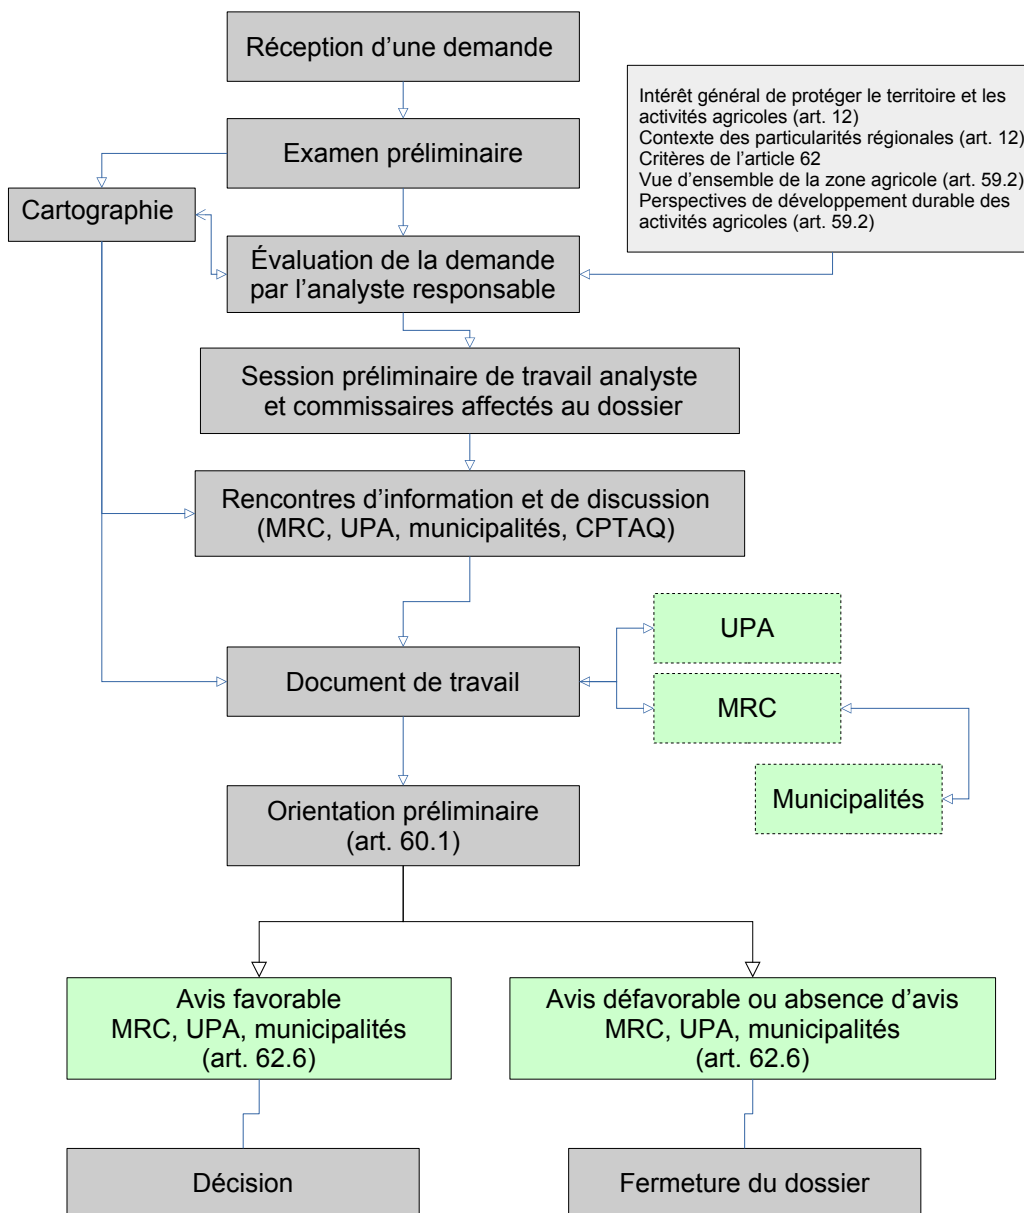 Réception d’une demande
Intérêt général de protéger le territoire et les
activités agricoles (art. 12)
Contexte des particularités régionales (art. 12)
Critères de l’article 62
Vue d’ensemble de la zone agricole (art. 59.2)
Perspectives de développement durable des
activités agricoles (art. 59.2)
Examen préliminaire
Cartographie
Évaluation de la demande
par l’analyste responsable
Session préliminaire de travail analyste
et commissaires affectés au dossier
Rencontres d’information et de discussion
(MRC, UPA, municipalités, CPTAQ)
UPA
Document de travail
MRC
Municipalités
Orientation préliminaire
(art. 60.1)
Avis favorable
MRC, UPA, municipalités
(art. 62.6)
Avis défavorable ou absence d’avis
MRC, UPA, municipalités
(art. 62.6)
Décision
Fermeture du dossier